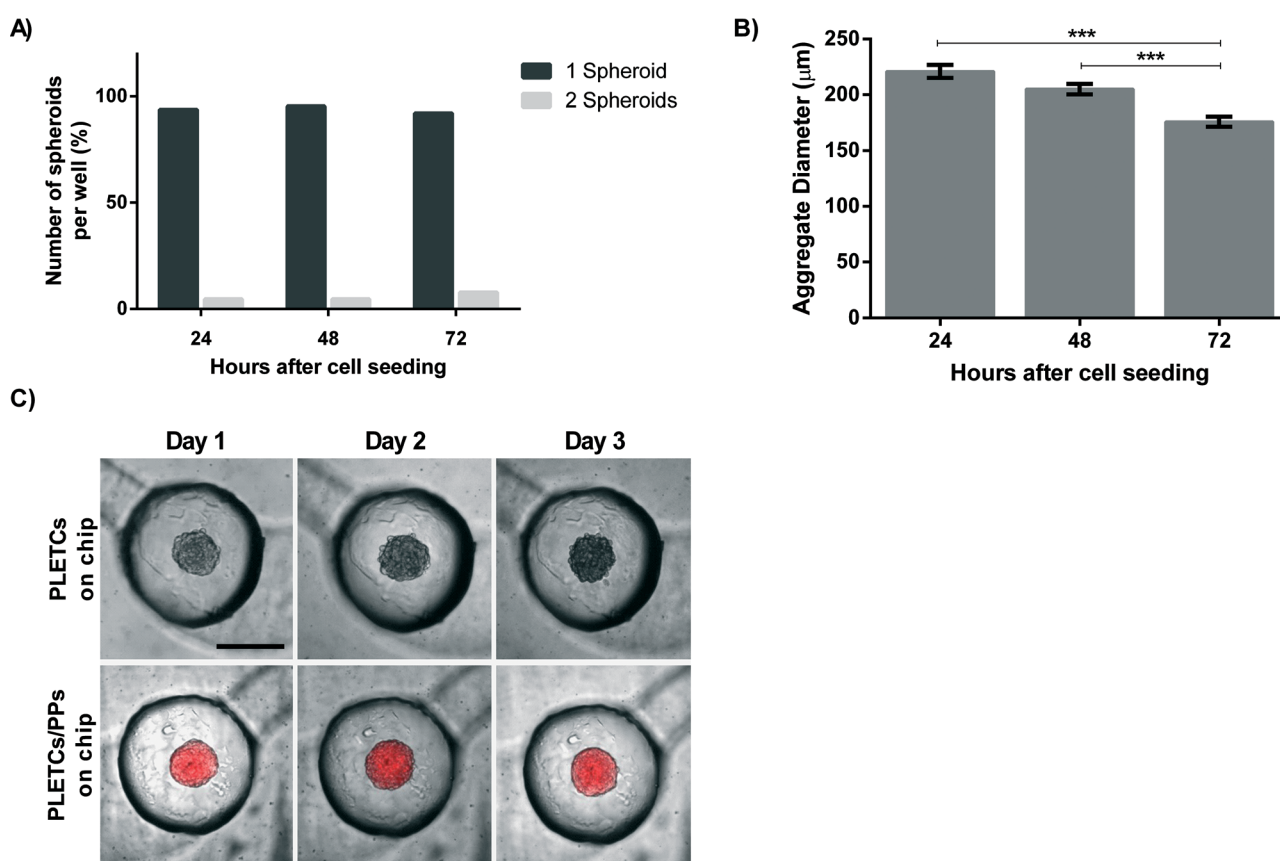 A)
Number of spheroids
per well (%)
100
50
0
24
48
72
Hours after cell seeding
1 Spheroid
2 Spheroids
B)
Aggregate Diameter (μm)
250
200
150
100
50
0
***
***
24
48
72
Hours after cell seeding
C)
Day 1
Day 2
Day 3
PLETCs
on chip
PLETCs/PPs
on chip